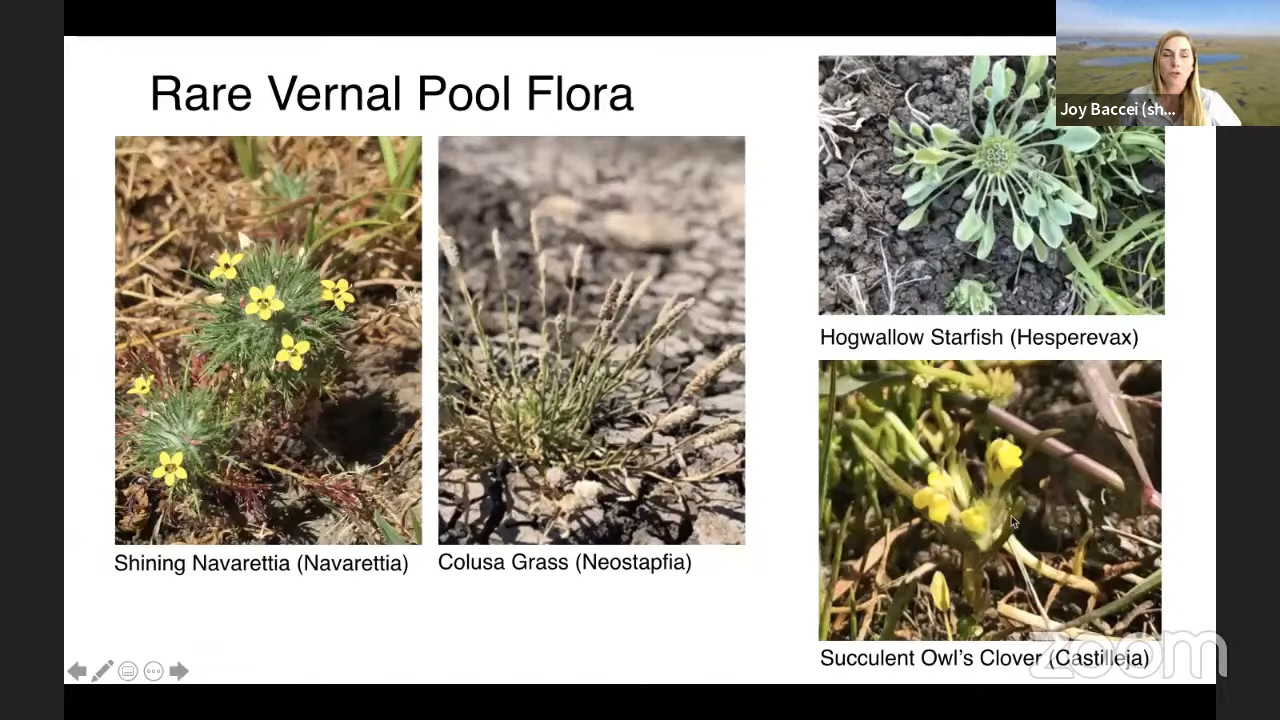 Rare Vernal Pool Flora
Joy Baccei (sh...
Shining Navarettia (Navarettia)
Colusa Grass (Neostapfia)
Hogwallow Starfish (Hesperevax)
Succulent Owl's Clover (Castilleja)
zoom